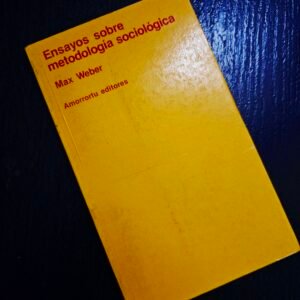 Ensayos sobre
metodología sociológica
Max Weber
Amorrortu editores